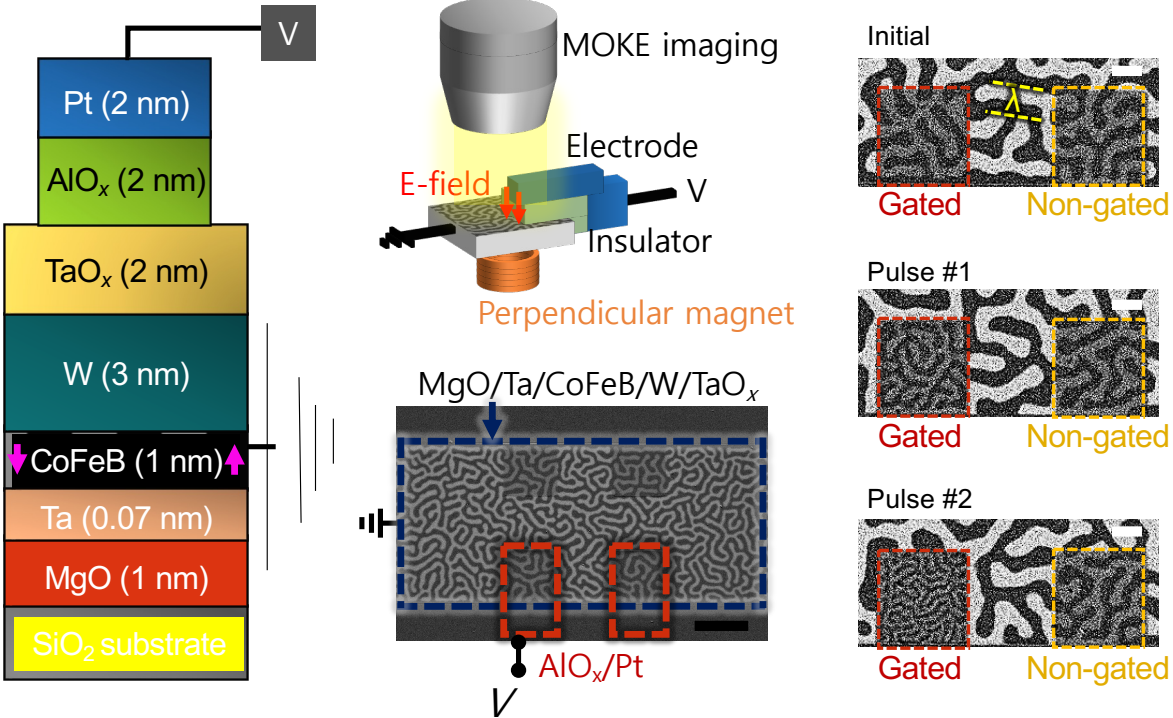 V
Pt (2 nm)
AlOx (2 nm)
TaOx (2 nm)
W (3 nm)
CoFeB (1 nm)
Ta (0.07 nm)
MgO (1 nm)
SiO2 substrate
MOKE imaging
Electrode
E-field
V
Insulator
Perpendicular magnet
MgO/Ta/CoFeB/W/TaOx
AlOx/Pt
V
Initial
λ
Gated Non-gated
Pulse #1
Gated Non-gated
Pulse #2
Gated Non-gated